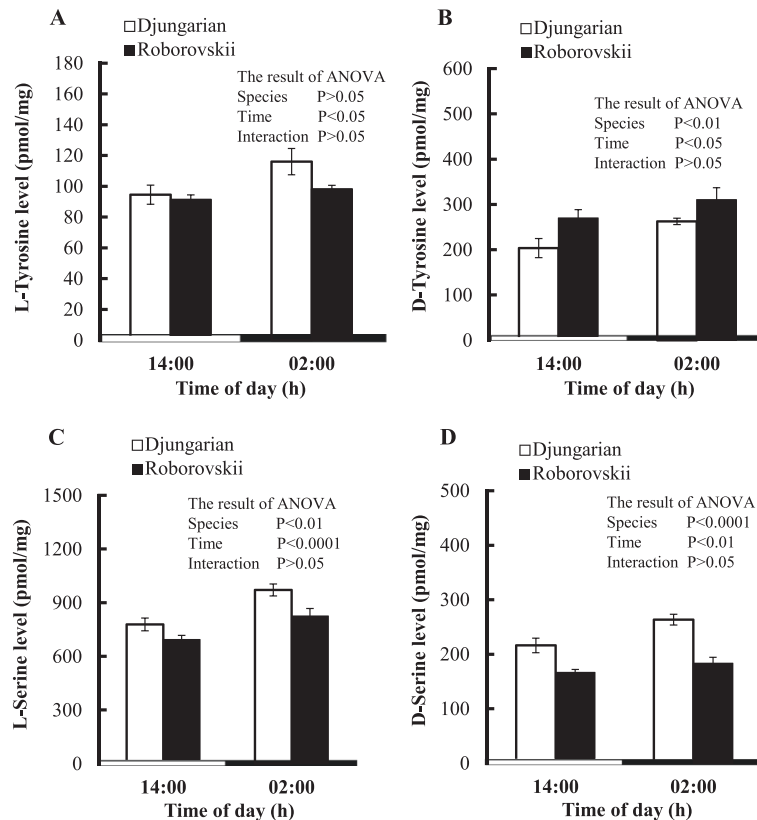 A
Djungarian
Roborovskii
L-Tyrosine level (pmol/mg)
180
160
140
120
100
80
60
40
20
0
The result of ANOVA
Species P>0.05
Time P<0.05
Interaction P>0.05
14:00 02:00
Time of day (h)
B
Djungarian
Roborovskii
D-Tyrosine level (pmol/mg)
600
500
400
300
200
100
0
The result of ANOVA
Species P<0.01
Time P<0.05
Interaction P>0.05
14:00 02:00
Time of day (h)
C
Djungarian
Roborovskii
L-Serine level (pmol/mg)
1500
1200
900
600
300
0
The result of ANOVA
Species P<0.01
Time P<0.0001
Interaction P>0.05
14:00 02:00
Time of day (h)
D
Djungarian
Roborovskii
D-Serine level (pmol/mg)
500
400
300
200
100
0
The result of ANOVA
Species P<0.0001
Time P<0.01
Interaction P>0.05
14:00 02:00
Time of day (h)